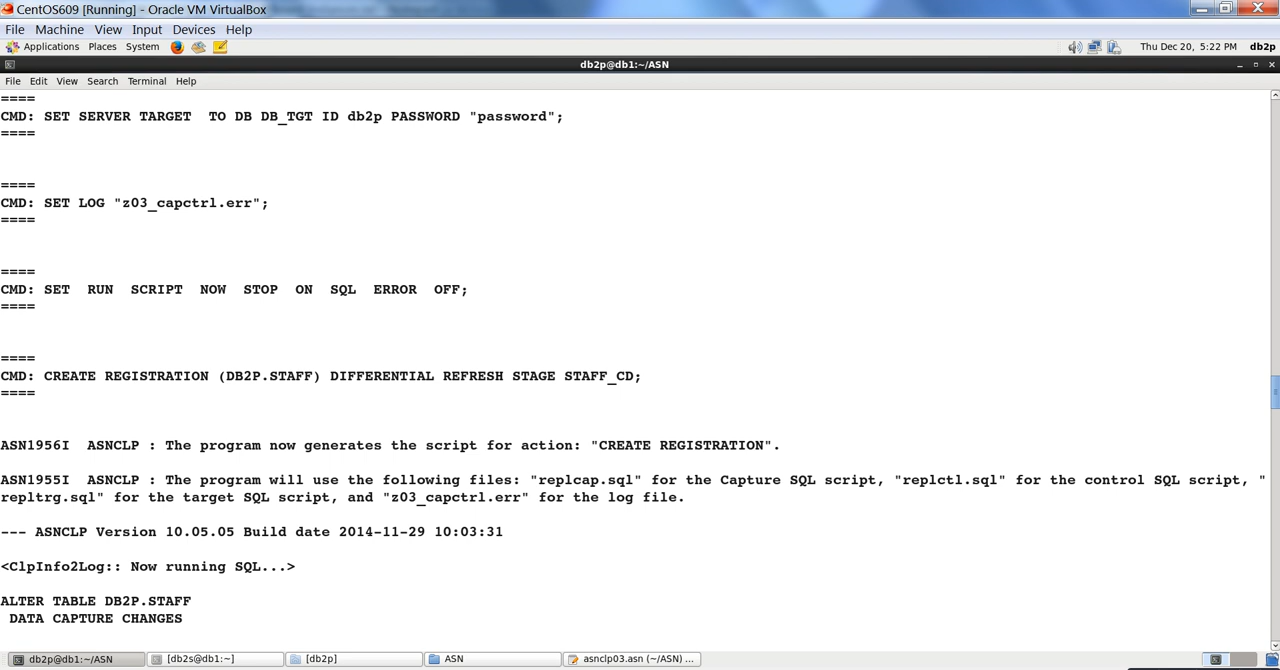 CentOS609 [Running] - Oracle VM VirtualBox
File Machine View Input Devices Help
Applications Places System Thu Dec 20, 5:22 PM db2p
db2p@db1:~/ASN
File Edit View Search Terminal Help
====
CMD: SET SERVER TARGET  TO DB DB_TGT ID db2p PASSWORD "password";
====
====
CMD: SET LOG "z03_capctrl.err";
====
====
CMD: SET  RUN  SCRIPT  NOW  STOP  ON  SQL  ERROR  OFF;
====
====
CMD: CREATE REGISTRATION (DB2P.STAFF) DIFFERENTIAL REFRESH STAGE STAFF_CD;
====
ASN1956I  ASNCLP : The program now generates the script for action: "CREATE REGISTRATION".
ASN1955I  ASNCLP : The program will use the following files: "replcap.sql" for the Capture SQL script, "replctl.sql" for the control SQL script, "
repltrg.sql" for the target SQL script, and "z03_capctrl.err" for the log file.
--- ASNCLP Version 10.05.05 Build date 2014-11-29 10:03:31
<ClpInfo2Log:: Now running SQL...>
ALTER TABLE DB2P.STAFF
DATA CAPTURE CHANGES
db2p@db1:~/ASN [db2s@db1:~] [db2p] ASN asnclp03.asn (~/ASN) ...